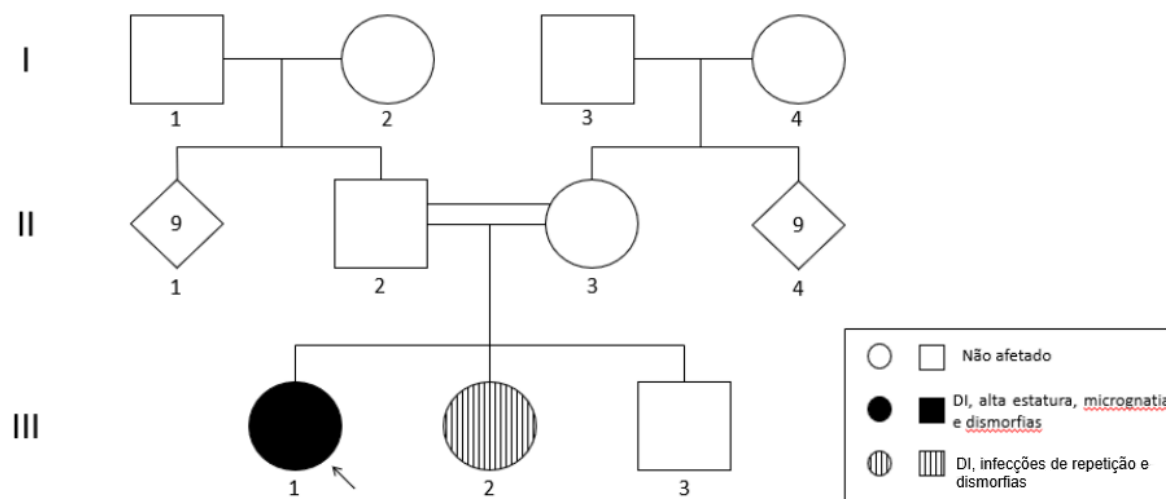 I
1 2 3 4
II
9 9
1 2 3 4
Não afetado
DI, alta estatura, micrognatia
e dismorfias
III
DI, infecções de repetição e
dismorfias
1 2 3